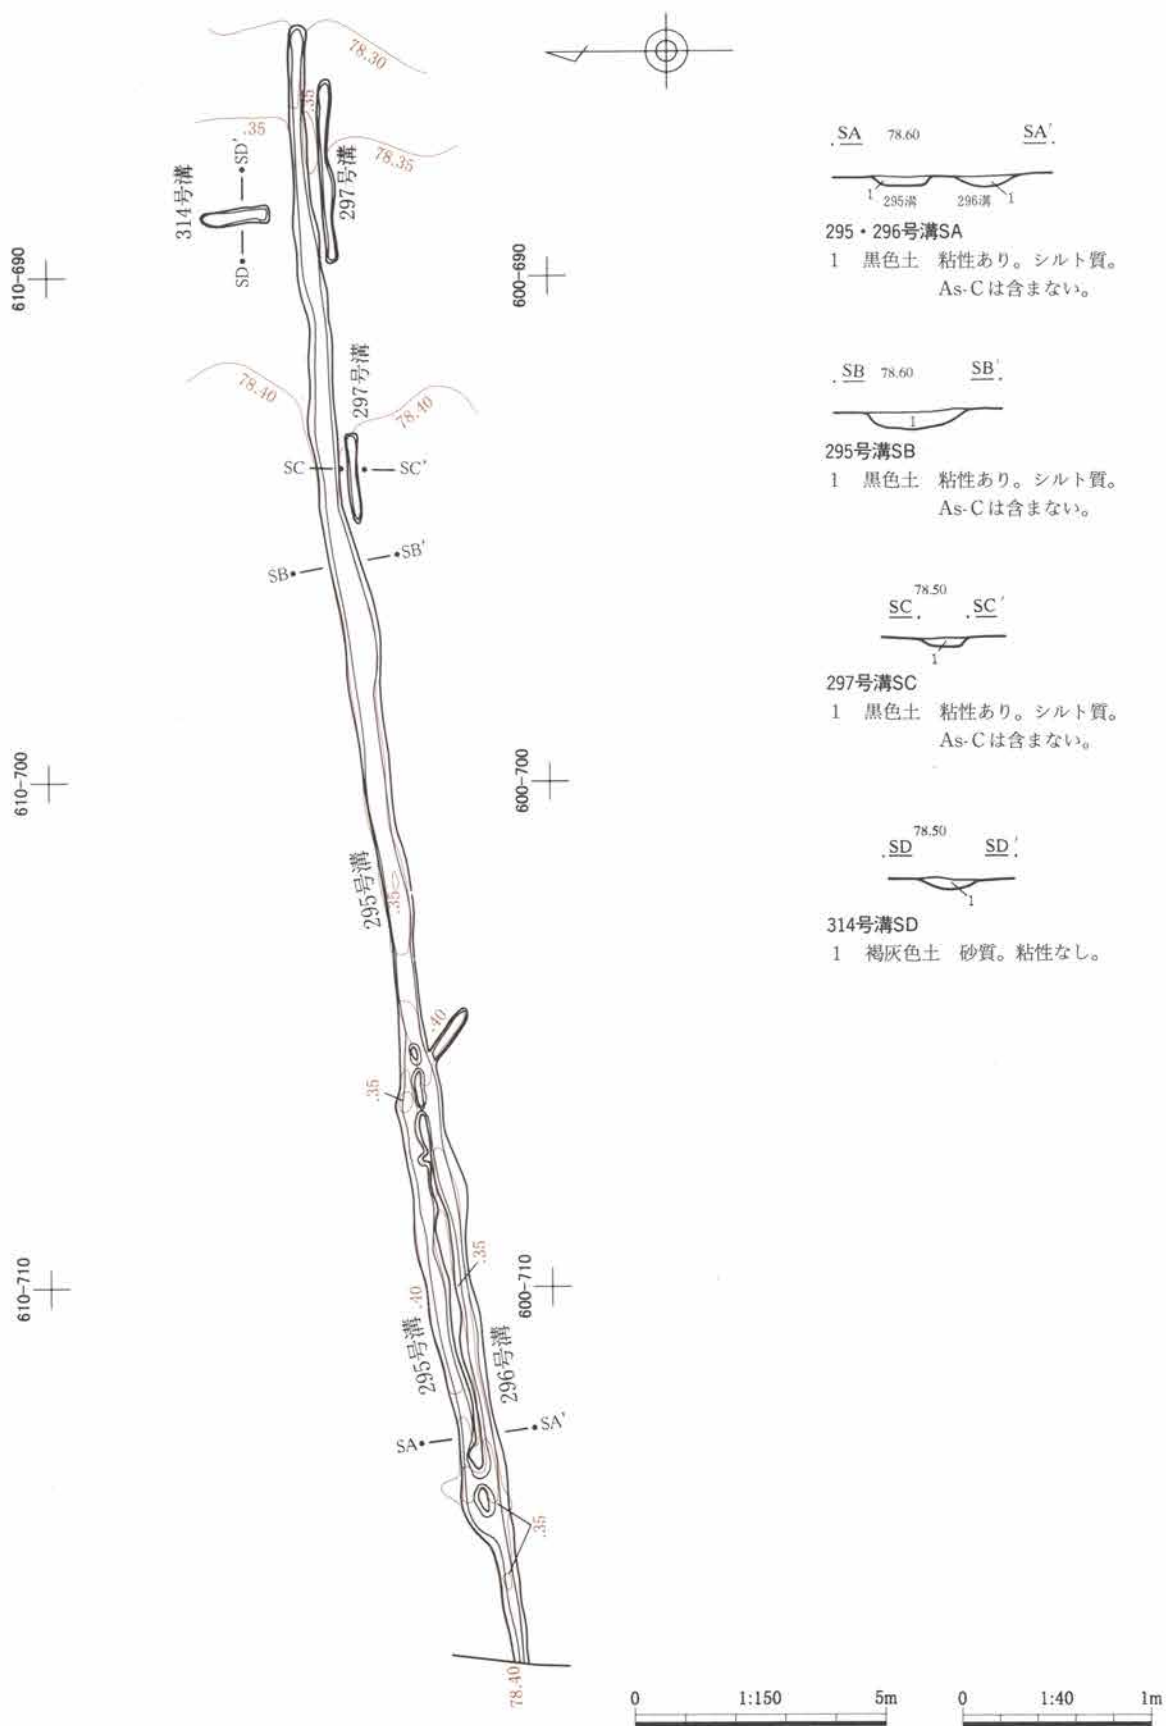 78.30
.35
.35
78.35
SD'
314号溝
SD
297号溝
610-690
600-690
78.40
297号溝
78.40
SC
SC'
SB
SB'
610-700
600-700
295号溝
.35
.40
.35
.35
610-710
600-710
.40
295号溝
296号溝
SA
SA'
.35
78.40
SA 78.60 SA'
1 295溝 296溝 1
295・296号溝SA
1 黒色土 粘性あり。シルト質。
As-Cは含まない。
SB 78.60 SB'
1
295号溝SB
1 黒色土 粘性あり。シルト質。
As-Cは含まない。
78.50
SC SC'
1
297号溝SC
1 黒色土 粘性あり。シルト質。
As-Cは含まない。
78.50
SD SD'
1
314号溝SD
1 褐灰色土 砂質。粘性なし。
0 1:150 5m
0 1:40 1m